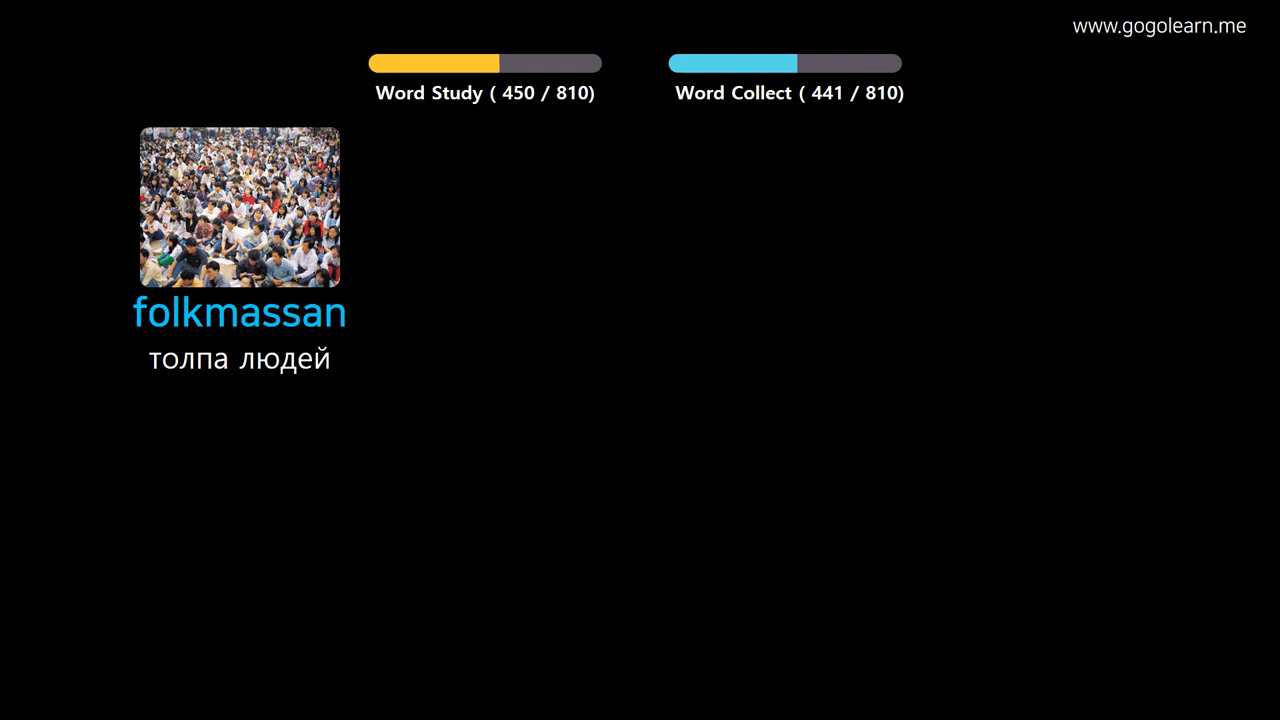 www.gogolearn.me
Word Study ( 450 / 810)
Word Collect ( 441 / 810)
folkmassan
толпа людей